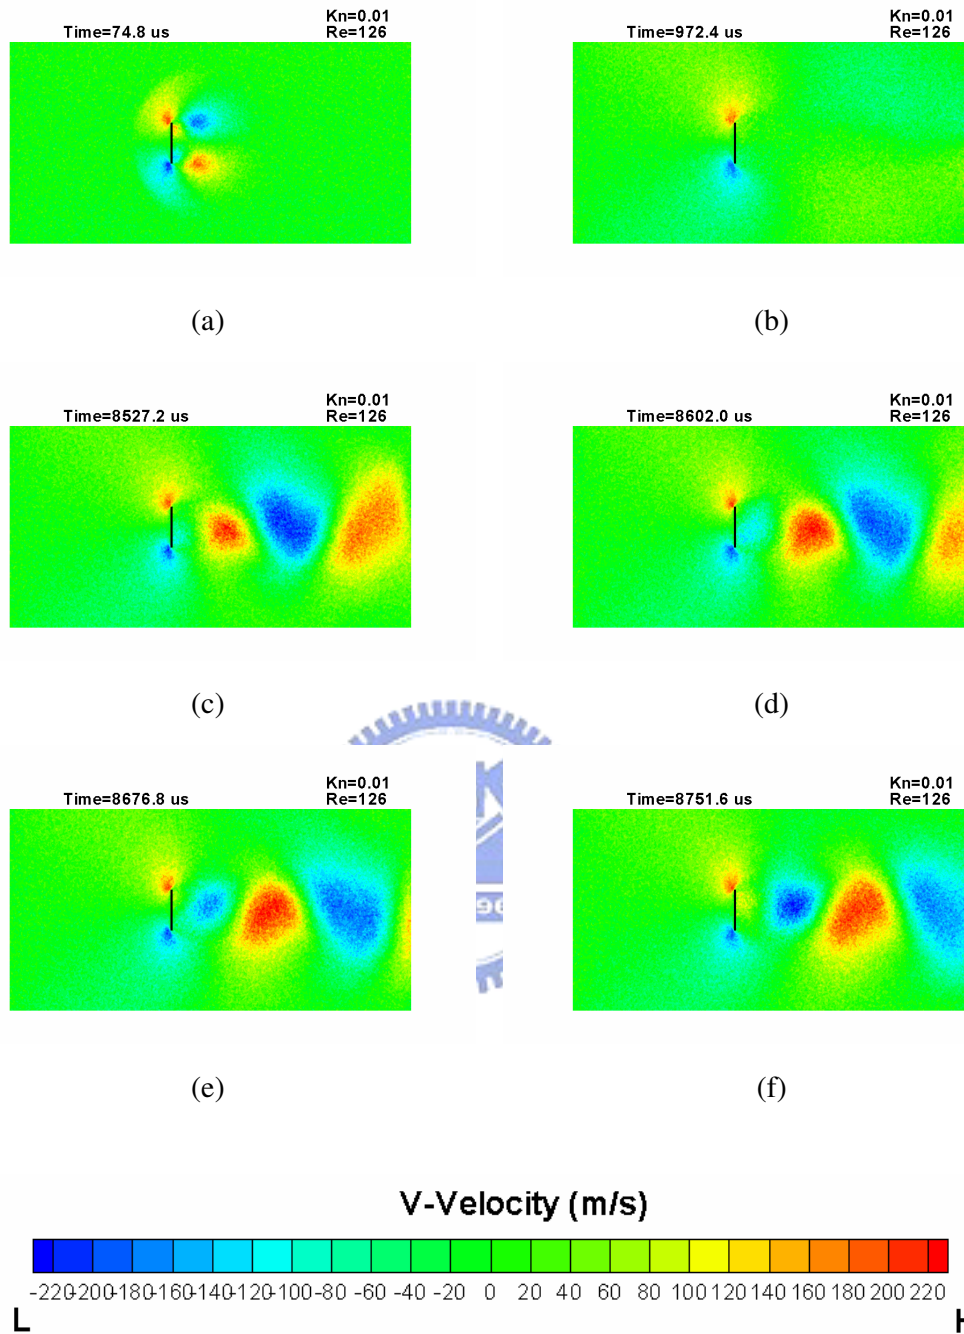 Kn=0.01
Time=74.8 us Re=126
Kn=0.01
Time=972.4 us Re=126
(a) (b)
Kn=0.01
Time=8527.2 us Re=126
Kn=0.01
Time=8602.0 us Re=126
(c) (d)
Kn=0.01
Time=8676.8 us Re=126
Kn=0.01
Time=8751.6 us Re=126
(e) (f)
V-Velocity (m/s)
-220 -200 -180 -160 -140 -120 -100 -80 -60 -40 -20 0 20 40 60 80 100 120 140 160 180 200 220
L